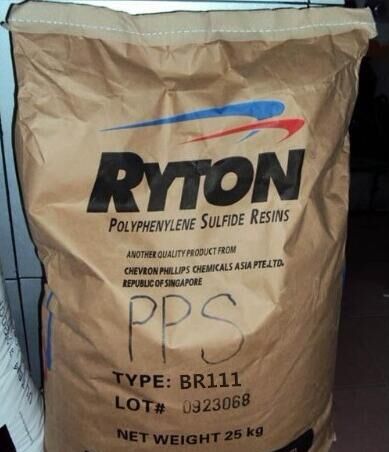 RYTON
POLYPHENYLENE SULFIDE RESINS
ANOTHER QUALITY PRODUCT FROM
CHEVRON PHILLIPS CHEMICALS ASIA PTE.LTD.
REPUBLIC OF SINGAPORE
PPS
TYPE: BR111
LOT# 0923068
NET WEIGHT 25 kg